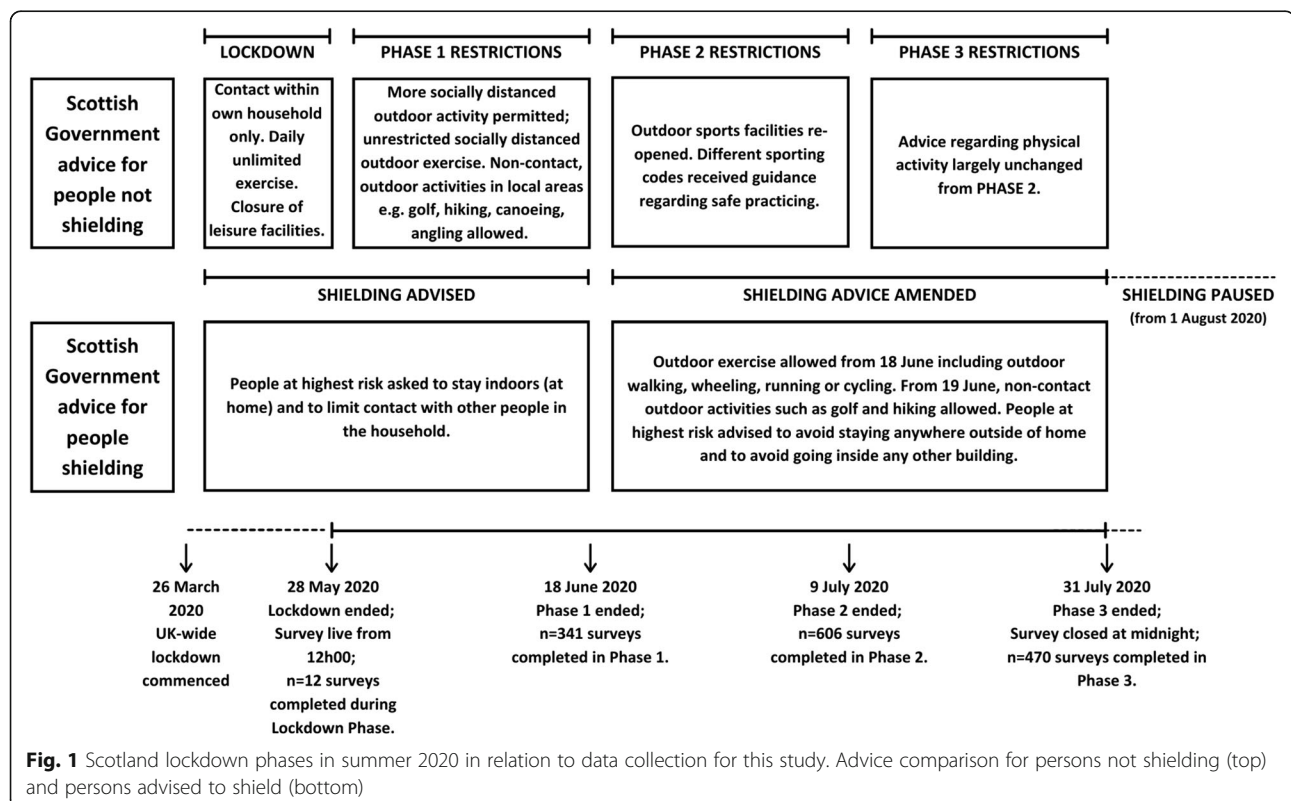 LOCKDOWN
PHASE 1 RESTRICTIONS
PHASE 2 RESTRICTIONS
PHASE 3 RESTRICTIONS
Scottish
Government
advice for
people not
shielding
Contact within
own household
only. Daily
unlimited
exercise.
Closure of
leisure facilities.
More socially distanced
outdoor activity permitted;
unrestricted socially distanced
outdoor exercise. Non-contact,
outdoor activities in local areas
e.g. golf, hiking, canoeing,
angling allowed.
Outdoor sports facilities re-
opened. Different sporting
codes received guidance
regarding safe practicing.
Advice regarding physical
activity largely unchanged
from PHASE 2.
SHIELDING ADVISED
SHIELDING ADVICE AMENDED
SHIELDING PAUSED
(from 1 August 2020)
Scottish
Government
advice for
people
shielding
People at highest risk asked to stay indoors (at
home) and to limit contact with other people in
the household.
Outdoor exercise allowed from 18 June including outdoor
walking, wheeling, running or cycling. From 19 June, non-contact
outdoor activities such as golf and hiking allowed. People at
highest risk advised to avoid staying anywhere outside of home
and to avoid going inside any other building.
26 March
2020
UK-wide
lockdown
commenced
28 May 2020
Lockdown ended;
Survey live from
12h00;
n=12 surveys
completed during
Lockdown Phase.
18 June 2020
Phase 1 ended;
n=341 surveys
completed in Phase 1.
9 July 2020
Phase 2 ended;
n=606 surveys
completed in Phase 2.
31 July 2020
Phase 3 ended;
Survey closed at midnight;
n=470 surveys completed in
Phase 3.
Fig. 1 Scotland lockdown phases in summer 2020 in relation to data collection for this study. Advice comparison for persons not shielding (top)
and persons advised to shield (bottom)